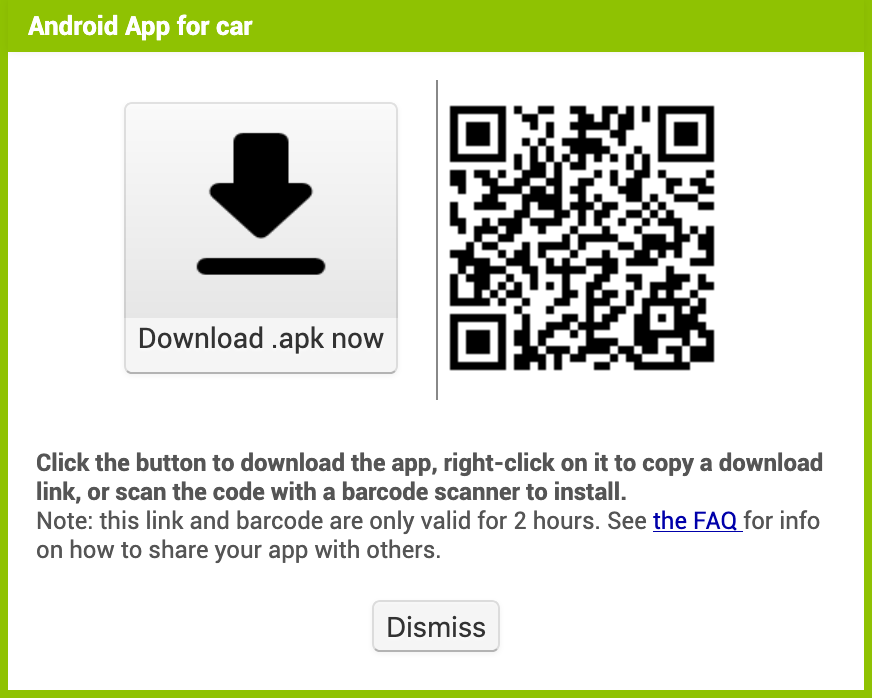 Android App for car
Download .apk now
Click the button to download the app, right-click on it to copy a download
link, or scan the code with a barcode scanner to install.
Note: this link and barcode are only valid for 2 hours. See the FAQ for info
on how to share your app with others.
Dismiss